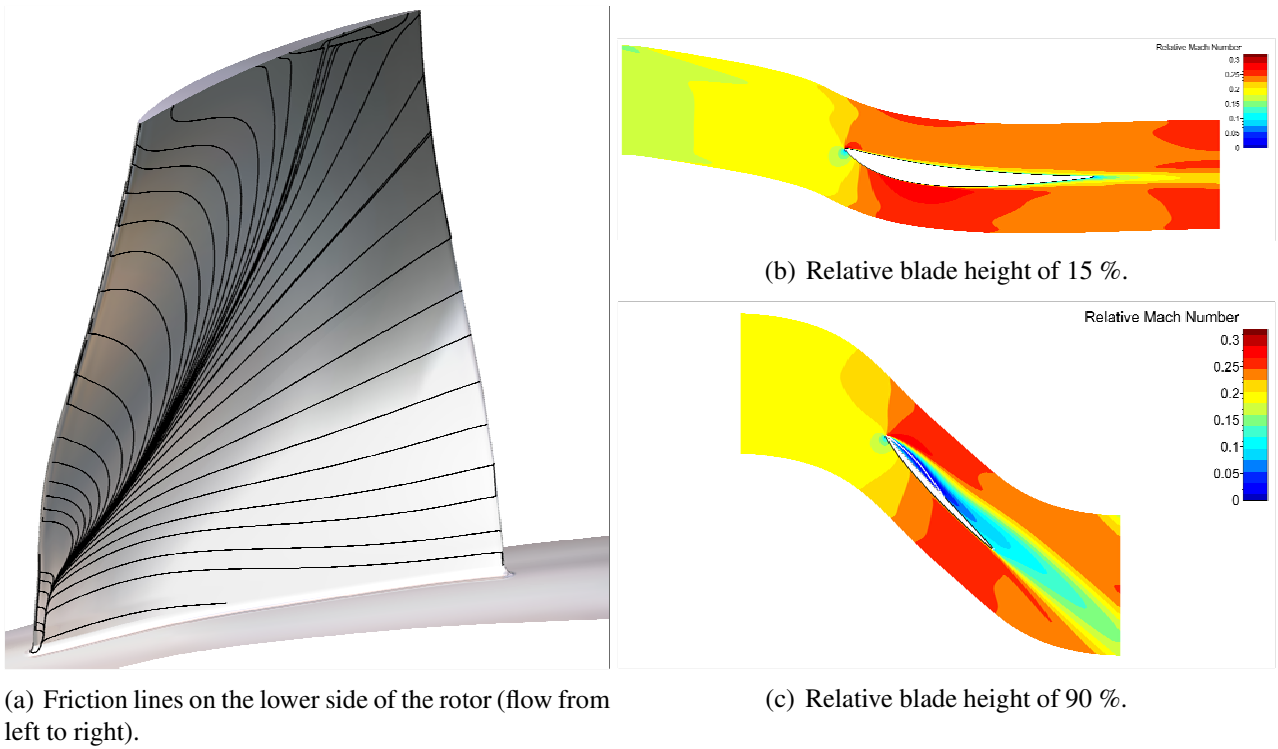 Relative Mach Number
0.3
0.25
0.2
0.15
0.1
0.05
0
(b) Relative blade height of 15 %.
Relative Mach Number
0.3
0.25
0.2
0.15
0.1
0.05
0
(a) Friction lines on the lower side of the rotor (flow from
left to right).
(c) Relative blade height of 90 %.